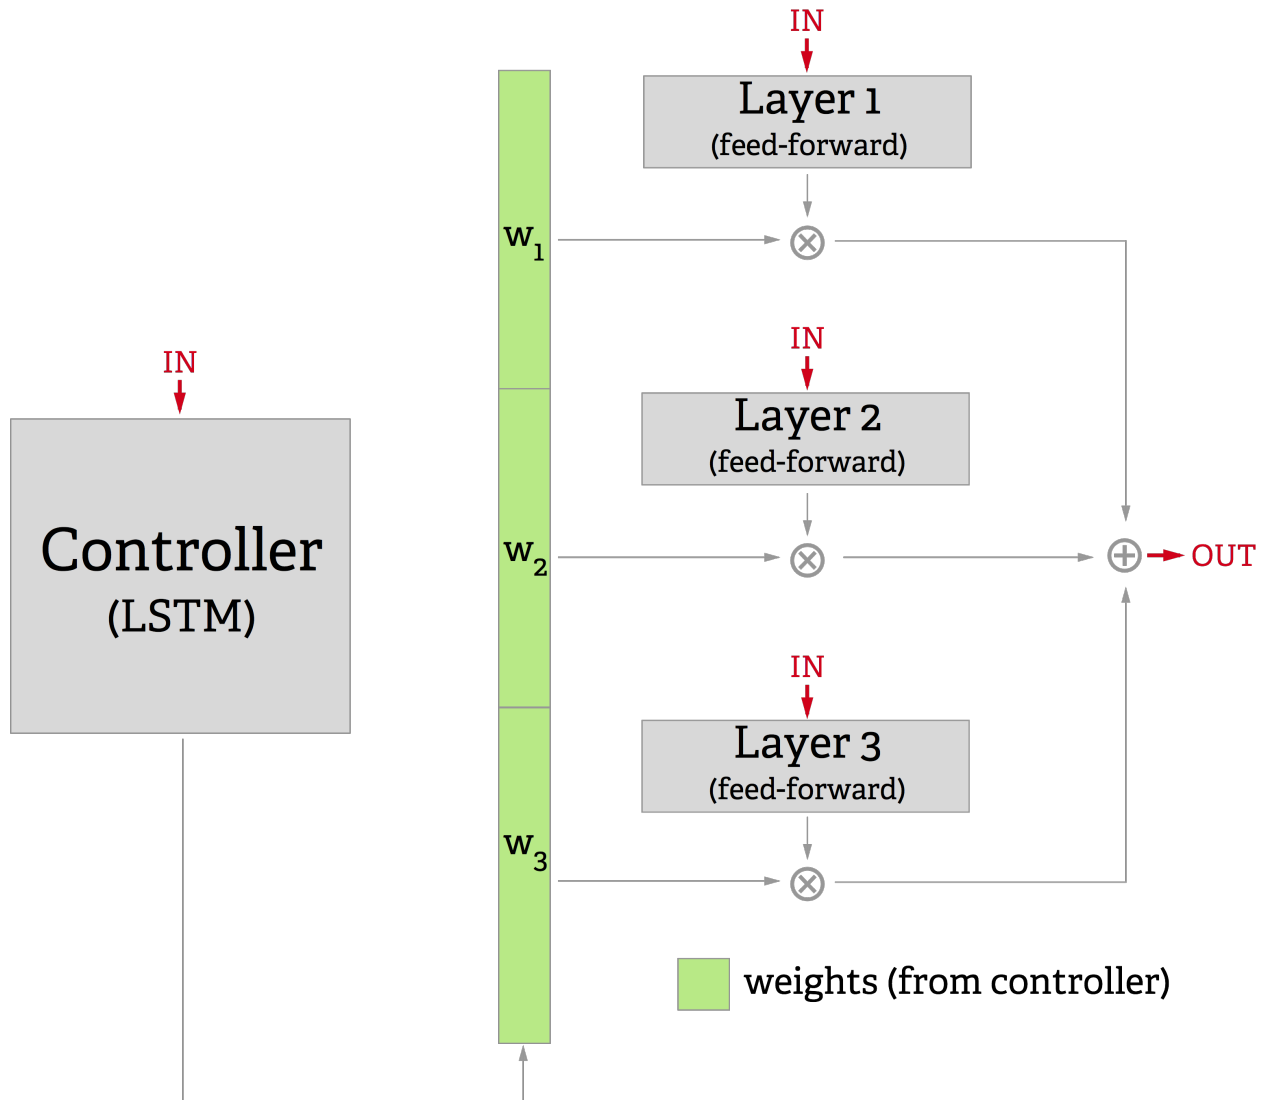 IN
Layer 1
(feed-forward)
w1
IN
Layer 2
(feed-forward)
IN
Controller
(LSTM)
w2
OUT
IN
Layer 3
(feed-forward)
w3
weights (from controller)